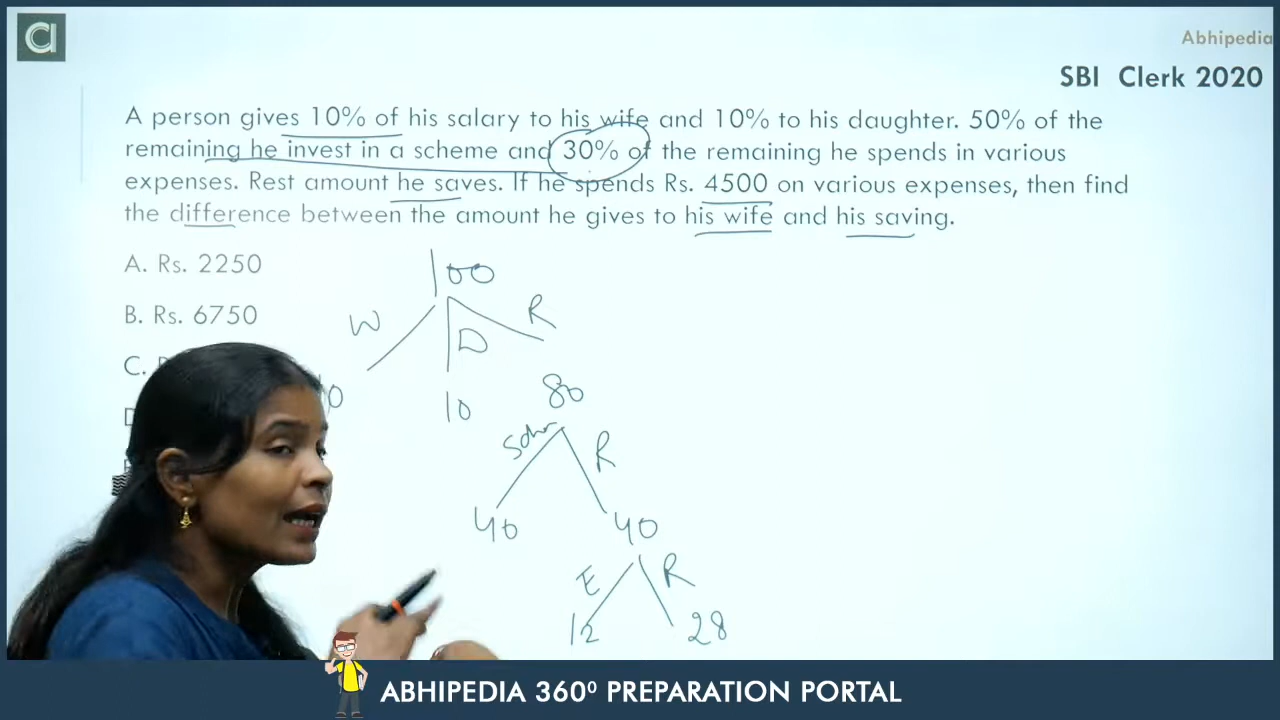 Abhipedia
SBI Clerk 2020
A person gives 10% of his salary to his wife and 10% to his daughter. 50% of the
remaining he invest in a scheme and 30% of the remaining he spends in various
expenses. Rest amount he saves. If he spends Rs. 4500 on various expenses, then find
the difference between the amount he gives to his wife and his saving.
A. Rs. 2250
B. Rs. 6750
C.
D
100
W D R
10 80
40 R 40
E R
12 28
ABHIPEDIA 360⁰ PREPARATION PORTAL